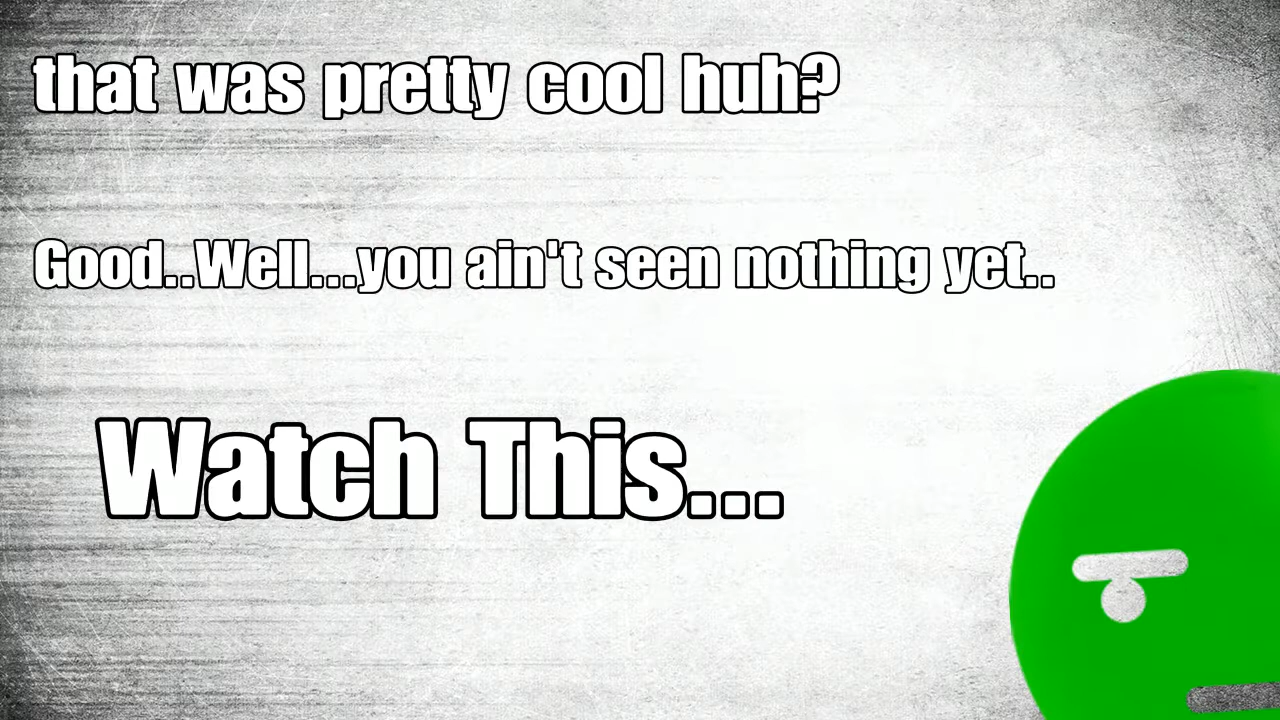 that was pretty cool huh?
Good..Well...you ain't seen nothing yet..
Watch This...